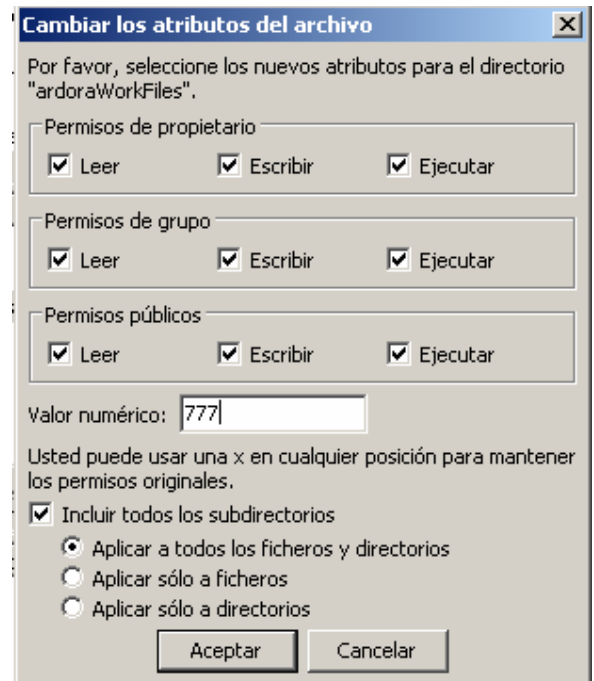 Cambiar los atributos del archivo
Por favor, seleccione los nuevos atributos para el directorio
"ardoraWorkFiles".
Permisos de propietario
Leer Escribir Ejecutar
Permisos de grupo
Leer Escribir Ejecutar
Permisos públicos
Leer Escribir Ejecutar
Valor numérico: 777
Usted puede usar una x en cualquier posición para mantener
los permisos originales.
Incluir todos los subdirectorios
Aplicar a todos los ficheros y directorios
Aplicar sólo a ficheros
Aplicar sólo a directorios
Aceptar Cancelar